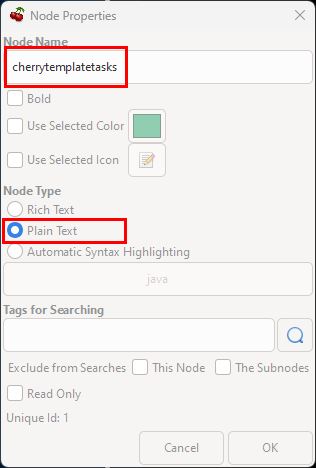 Node Properties
Node Name
cherrytemplatetasks
Bold
Use Selected Color
Use Selected Icon
Node Type
Rich Text
Plain Text
Automatic Syntax Highlighting
java
Tags for Searching
Exclude from Searches This Node The Subnodes
Read Only
Unique Id: 1
Cancel OK